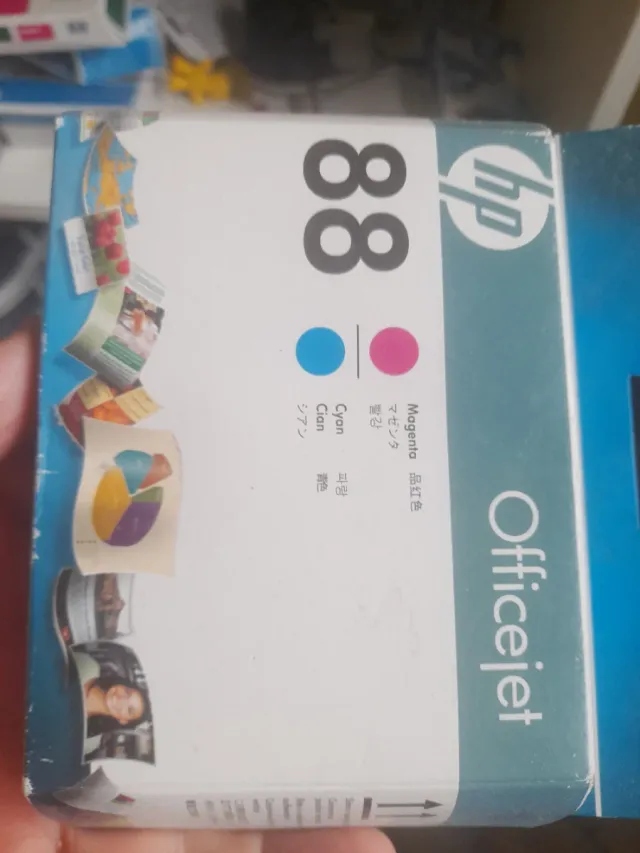 hp
Officejet
88
Magenta 品紅色
マゼンタ
빨강
Cyan 파랑
Cian 青色
シアン